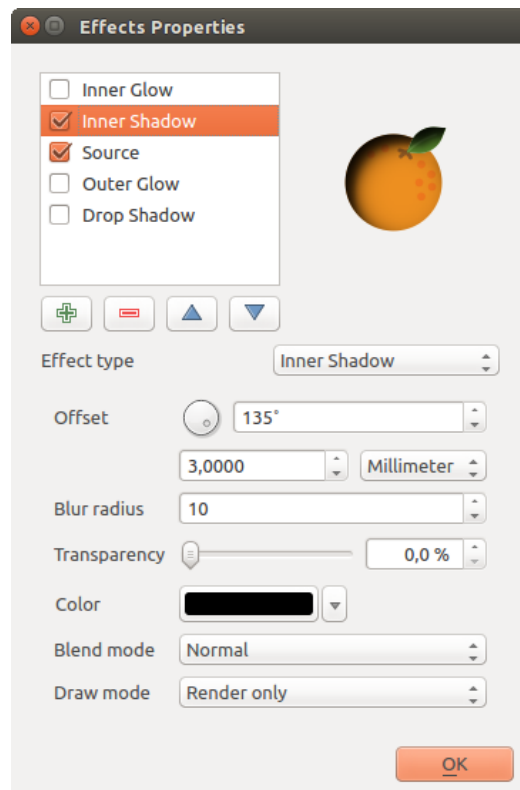 Effects Properties
Inner Glow
Inner Shadow
Source
Outer Glow
Drop Shadow
Effect type Inner Shadow
Offset 135°
3,0000 Millimeter
Blur radius 10
Transparency 0,0 %
Color
Blend mode Normal
Draw mode Render only
OK